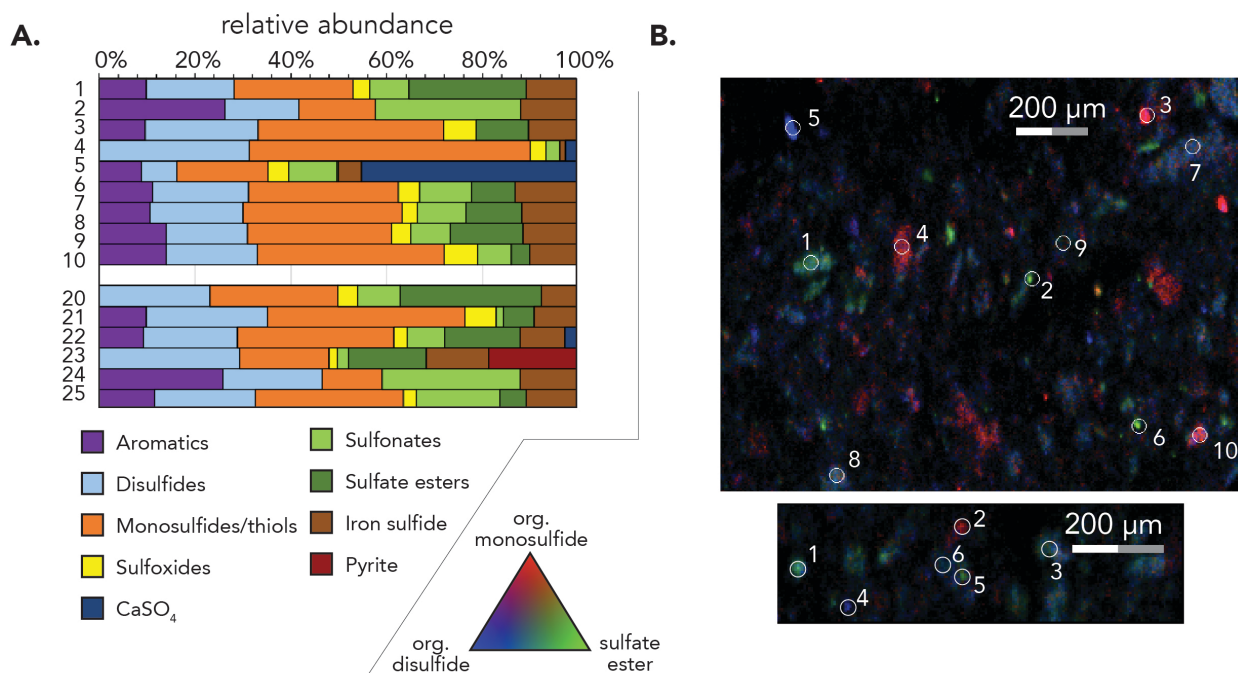 A.
relative abundance
0% 20% 40% 60% 80% 100%
1
2
3
4
5
6
7
8
9
10
20
21
22
23
24
25
Aromatics
Disulfides
Monosulfides/thiols
Sulfoxides
CaSO₄
Sulfonates
Sulfate esters
Iron sulfide
Pyrite
org.
monosulfide
org.
disulfide
sulfate
ester
B.
200 µm
5
3
7
1
4
9
2
6
10
8
200 µm
2
1
6
3
5
4